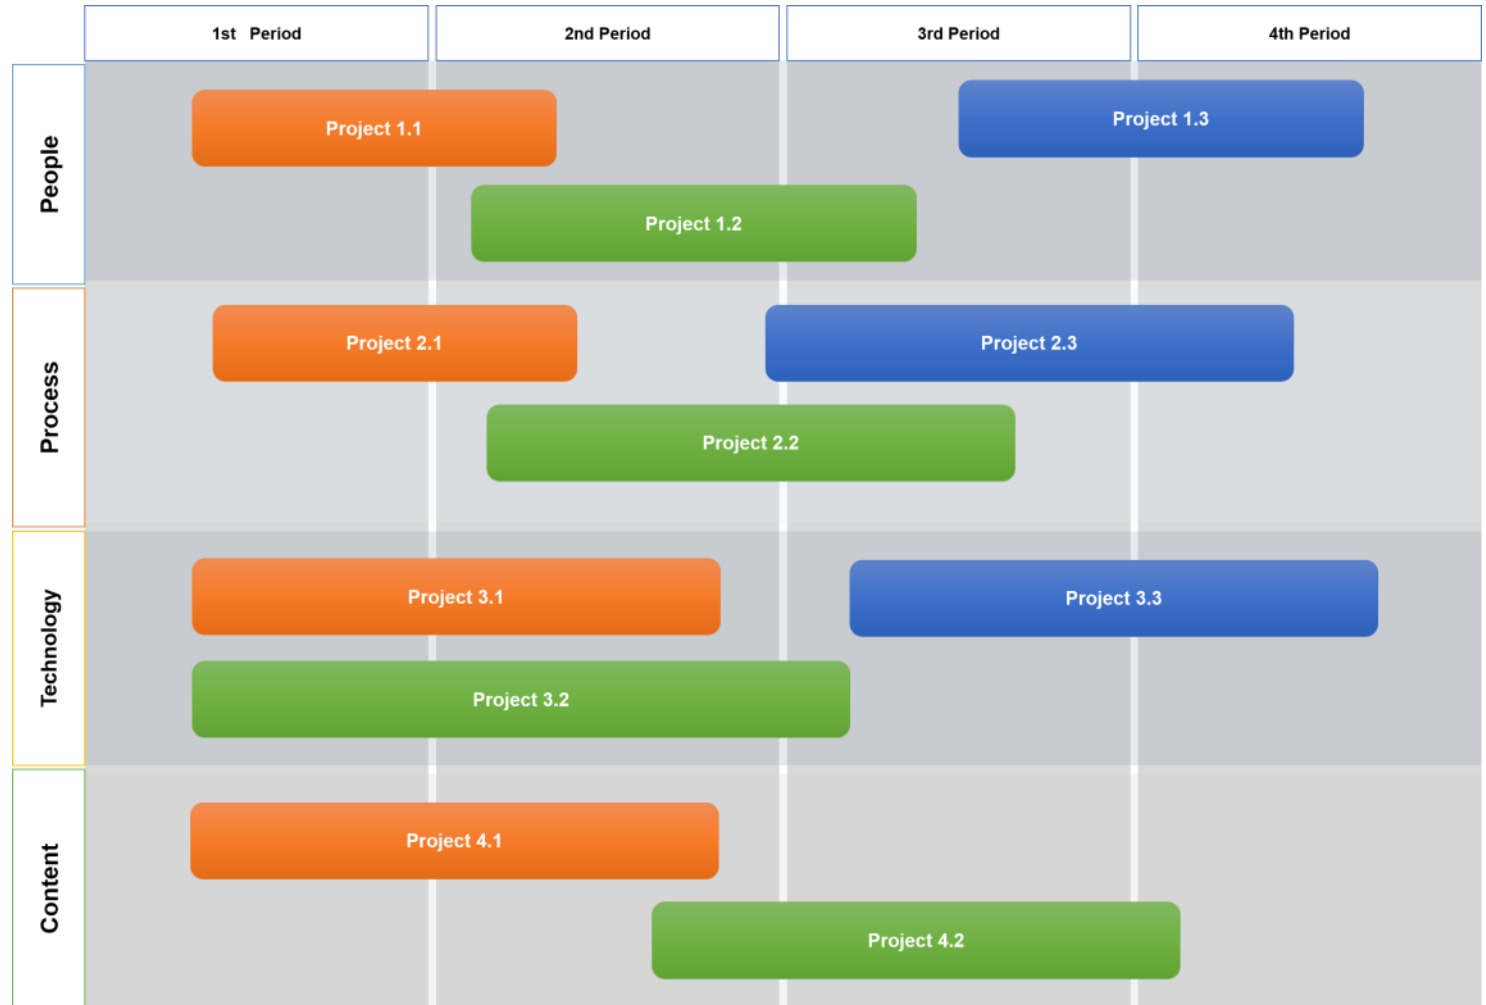 1st   Period
2nd Period
3rd Period
4th Period
People
Project 1.1
Project 1.3
Project 1.2
Process
Project 2.1
Project 2.3
Project 2.2
Technology
Project 3.1
Project 3.3
Project 3.2
Content
Project 4.1
Project 4.2